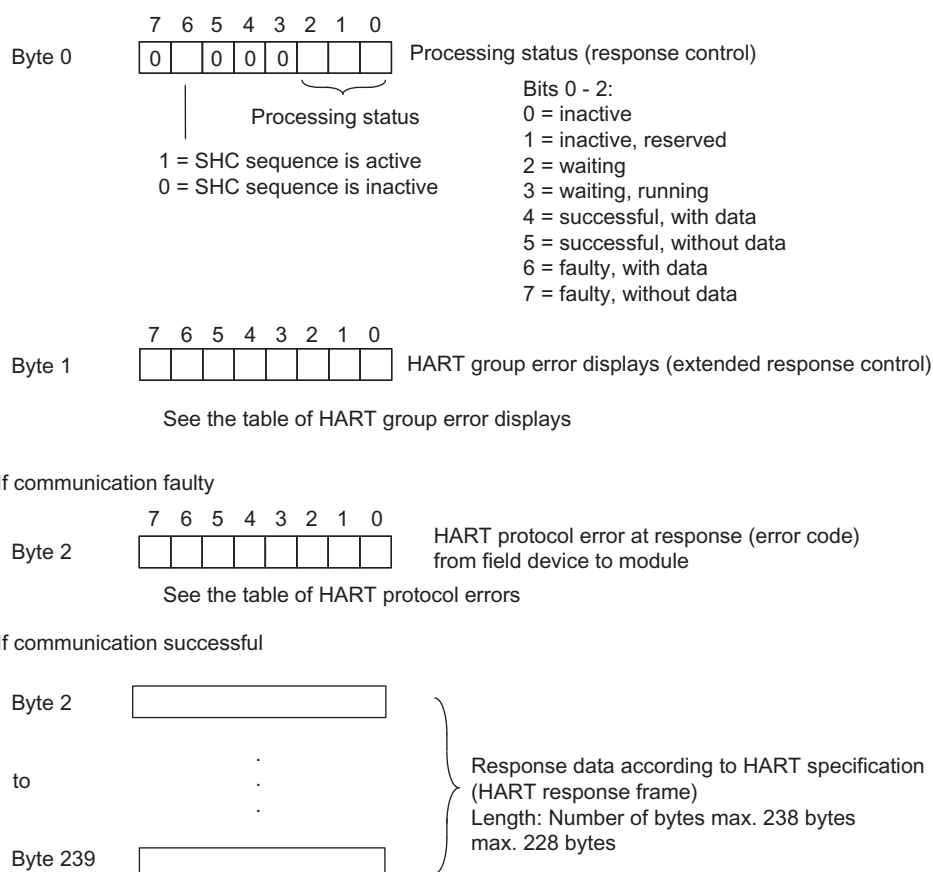 7 6 5 4 3 2 1 0
Byte 0
0 0 0 0
Processing status (response control)
Processing status
1 = SHC sequence is active
0 = SHC sequence is inactive
Bits 0 - 2:
0 = inactive
1 = inactive, reserved
2 = waiting
3 = waiting, running
4 = successful, with data
5 = successful, without data
6 = faulty, with data
7 = faulty, without data
7 6 5 4 3 2 1 0
Byte 1
HART group error displays (extended response control)
See the table of HART group error displays
If communication faulty
7 6 5 4 3 2 1 0
Byte 2
HART protocol error at response (error code)
from field device to module
See the table of HART protocol errors
If communication successful
Byte 2
.
to
.
.
Byte 239
Response data according to HART specification
(HART response frame)
Length: Number of bytes max. 238 bytes
max. 228 bytes